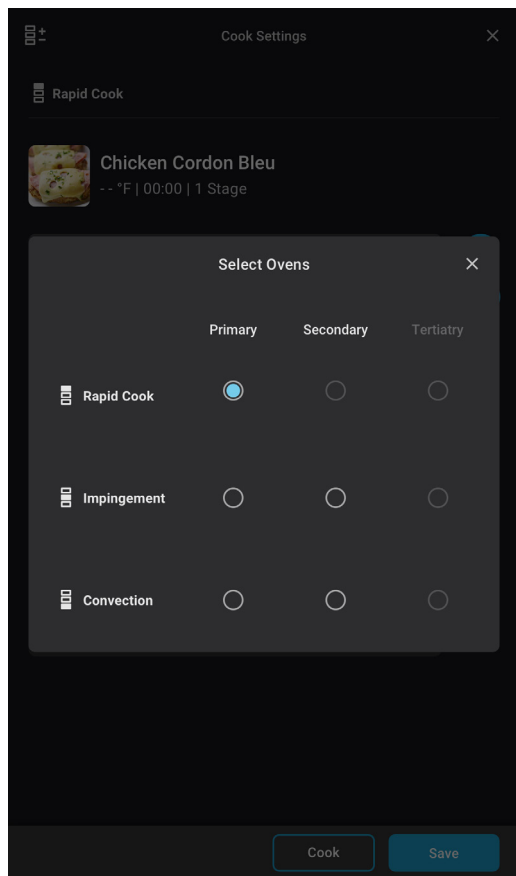 Cook Settings
Rapid Cook
Chicken Cordon Bleu
- - °F | 00:00 | 1 Stage
Select Ovens
Primary Secondary Tertiatry
Rapid Cook
Impingement
Convection
Cook Save